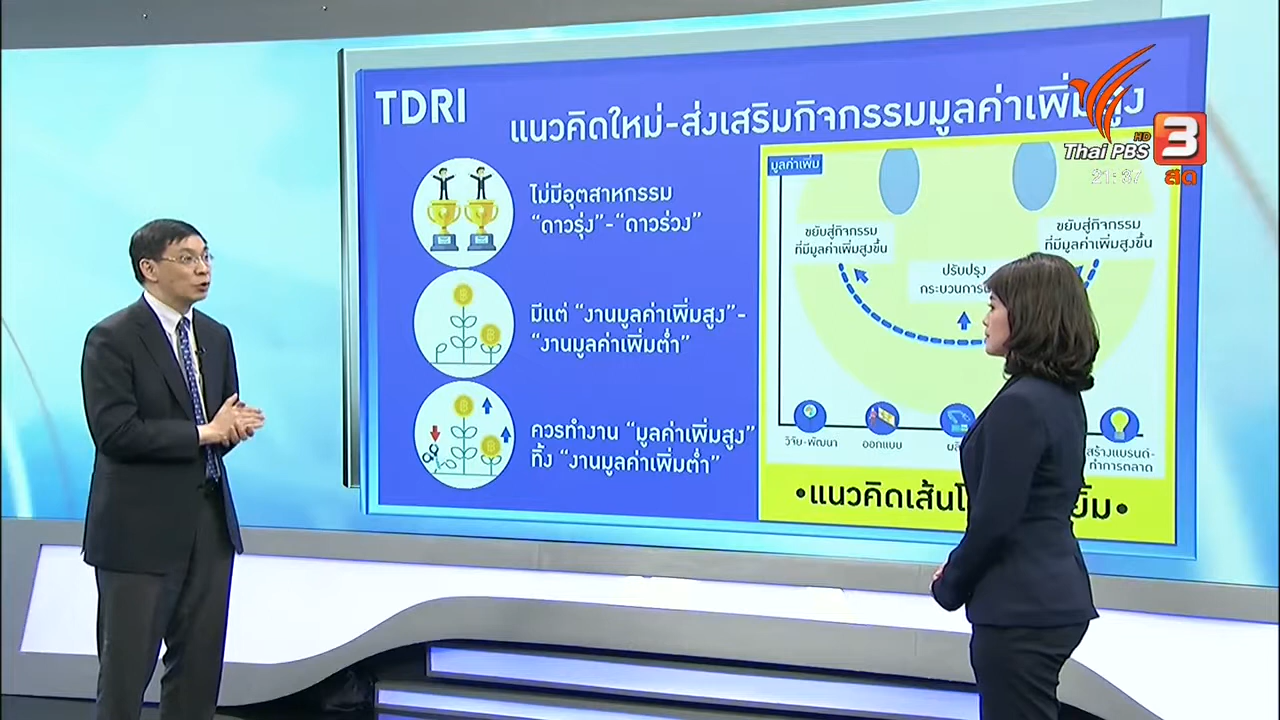 TDRI
แนวคิดใหม่-ส่งเสริมกิจกรรมมูลค่าเพิ่มสูง
Thai PBS HD 3
21:37 สด
ไม่มีอุตสาหกรรม
“ดาวรุ่ง”-“ดาวร่วง”
มีแต่ “งานมูลค่าเพิ่มสูง”-
“งานมูลค่าเพิ่มต่ำ”
ควรทำงาน “มูลค่าเพิ่มสูง”
ทิ้ง “งานมูลค่าเพิ่มต่ำ”
มูลค่าเพิ่ม
ขยับสู่กิจกรรม
ที่มีมูลค่าเพิ่มสูงขึ้น
ปรับปรุง
ขยับสู่กิจกรรม
ที่มีมูลค่าเพิ่มสูงขึ้น
วิจัย-พัฒนา
ออกแบบ
สร้างแบรนด์-
ทำการตลาด
•แนวคิดเส้น